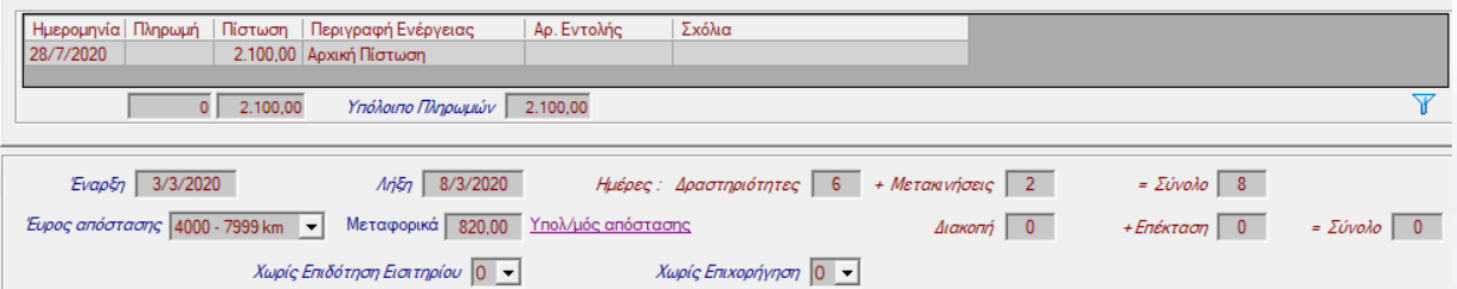 Ημερομηνία Πληρωμή Πίστωση Περιγραφή Ενέργειας Αρ. Εντολής Σχόλια
28/7/2020 2.100,00 Αρχική Πίστωση
0 2.100,00 Υπόλοιπο Πληρωμών 2.100,00
Έναρξη 3/3/2020 Λήξη 8/3/2020 Ημέρες : Δραστηριότητες 6 + Μετακινήσεις 2 = Σύνολο 8
Έυρος απόστασης 4000 - 7999 km Μεταφορικά 820,00 Υπολ/μός απόστασης Διακοπή 0 +Επέκταση 0 = Σύνολο 0
Χωρίς Επιδότηση Εισιτηρίου 0 Χωρίς Επιχορήγηση 0